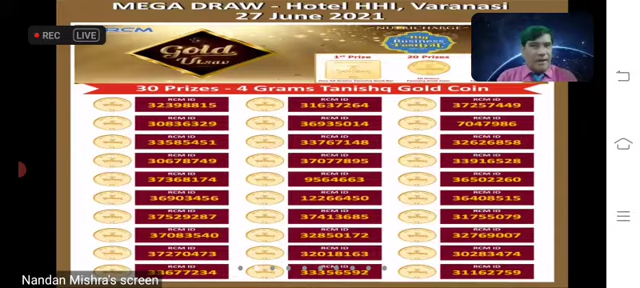 MEGA DRAW - Hotel HHI, Varanasi
27 June 2021
REC LIVE
RCM
NUTRICHARGE
Gold
Utsav
Big
Business
Festival
1st Prize
20 Prizes
30 Prizes - 4 Grams Tanishq Gold Coin
RCM ID RCM ID RCM ID
32398815 31637264 37257449
RCM ID RCM ID RCM ID
30836329 36935014 7047986
RCM ID RCM ID RCM ID
33585451 33767148 32626858
RCM ID RCM ID RCM ID
30678749 37077895 33916528
RCM ID RCM ID RCM ID
37368174 9564663 36502260
RCM ID RCM ID RCM ID
36903456 12266450 36408515
RCM ID RCM ID RCM ID
37529287 37413685 31755079
RCM ID RCM ID RCM ID
37083540 32850172 32769007
RCM ID RCM ID RCM ID
37270473 32018163 30283474
RCM ID RCM ID RCM ID
33677234 33356592 31162759
Nandan Mishra's screen